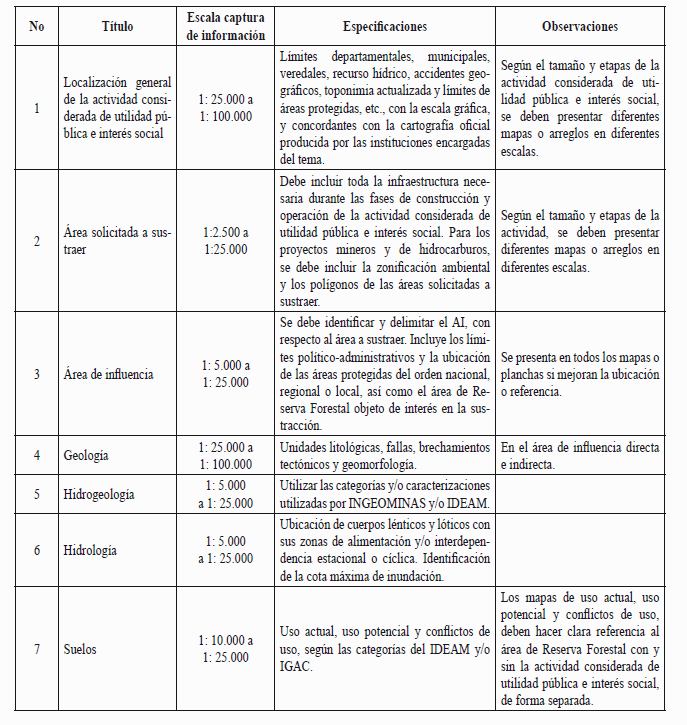 No
Título
Escala captura
de información
Especificaciones
Observaciones
1
Localización general
de la actividad consi-
derada de utilidad pú-
blica e interés social
1: 25.000 a
1: 100.000
Límites departamentales, municipales,
veredales, recurso hídrico, accidentes geo-
gráficos, toponimia actualizada y límites de
áreas protegidas, etc., con la escala gráfica,
y concordantes con la cartografía oficial
producida por las instituciones encargadas
del tema.
Según el tamaño y etapas de la
actividad considerada de uti-
lidad pública e interés social,
se deben presentar diferentes
mapas o arreglos en diferentes
escalas.
2
Área solicitada a sus-
traer
1:2.500 a
1:25.000
Debe incluir toda la infraestructura nece-
saria durante las fases de construcción y
operación de la actividad considerada de
utilidad pública e interés social. Para los
proyectos mineros y de hidrocarburos,
se debe incluir la zonificación ambiental
y los polígonos de las áreas solicitadas a
sustraer.
Según el tamaño y etapas de la
actividad, se deben presentar
diferentes mapas o arreglos en
diferentes escalas.
3
Área de influencia
1: 5.000 a
1: 25.000
Se debe identificar y delimitar el AI, con
respecto al área a sustraer. Incluye los lími-
tes político-administrativos y la ubicación
de las áreas protegidas del orden nacional,
regional o local, así como el área de Re-
serva Forestal objeto de interés en la sus-
tracción.
Se presenta en todos los mapas o
planchas si mejoran la ubicación
o referencia.
4
Geología
1: 25.000 a
1: 100.000
Unidades litológicas, fallas, brechamientos
tectónicos y geomorfología.
En el área de influencia directa
e indirecta.
5
Hidrogeología
1: 5.000
a 1: 25.000
Utilizar las categorías y/o caracterizaciones
utilizadas por INGEOMINAS y/o IDEAM.
6
Hidrología
1: 5.000
a 1: 25.000
Ubicación de cuerpos lénticos y lóticos con
sus zonas de alimentación y/o interdepen-
dencia estacional o cíclica. Identificación
de la cota máxima de inundación.
7
Suelos
1: 10.000 a
1: 25.000
Uso actual, uso potencial y conflictos de
uso, según las categorías del IDEAM y/o
IGAC.
Los mapas de uso actual, uso
potencial y conflictos de uso,
deben hacer clara referencia al
área de Reserva Forestal con y
sin la actividad considerada de
utilidad pública e interés social,
de forma separada.